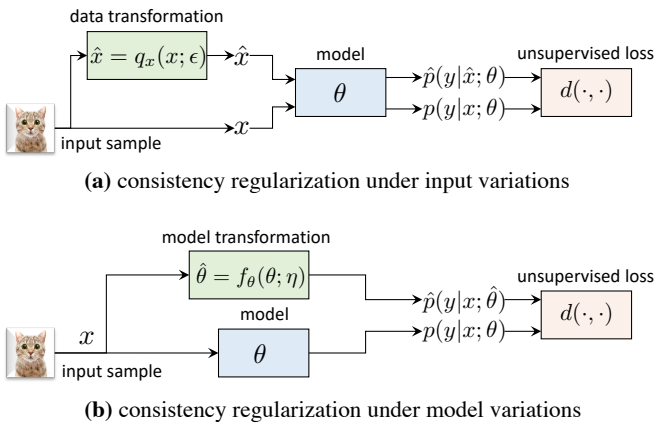 data transformation
x̂ = q_x(x; ϵ)
x̂
model
θ
p̂(y|x̂; θ)
p(y|x; θ)
unsupervised loss
d(·, ·)
x
input sample
(a) consistency regularization under input variations
model transformation
θ̂ = f_θ(θ; η)
model
θ
x
input sample
p̂(y|x; θ̂)
p(y|x; θ)
unsupervised loss
d(·, ·)
(b) consistency regularization under model variations